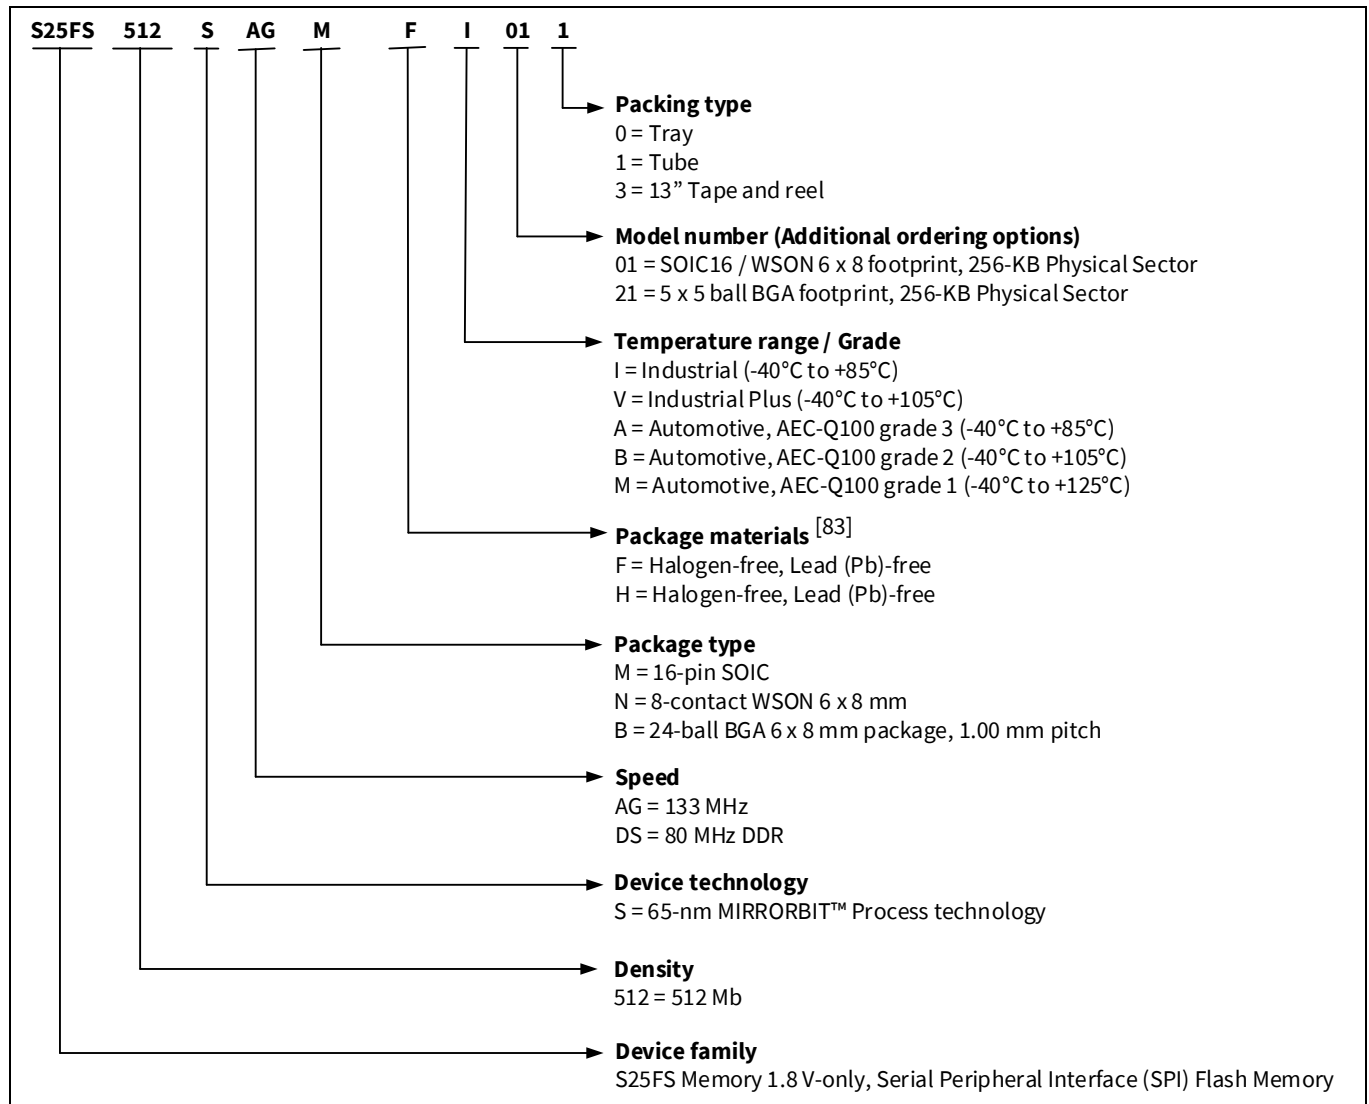 S25FS 512 S AG M F I 01 1
Packing type
0 = Tray
1 = Tube
3 = 13” Tape and reel
Model number (Additional ordering options)
01 = SOIC16 / WSON 6 x 8 footprint, 256-KB Physical Sector
21 = 5 x 5 ball BGA footprint, 256-KB Physical Sector
Temperature range / Grade
I = Industrial (-40°C to +85°C)
V = Industrial Plus (-40°C to +105°C)
A = Automotive, AEC-Q100 grade 3 (-40°C to +85°C)
B = Automotive, AEC-Q100 grade 2 (-40°C to +105°C)
M = Automotive, AEC-Q100 grade 1 (-40°C to +125°C)
Package materials [83]
F = Halogen-free, Lead (Pb)-free
H = Halogen-free, Lead (Pb)-free
Package type
M = 16-pin SOIC
N = 8-contact WSON 6 x 8 mm
B = 24-ball BGA 6 x 8 mm package, 1.00 mm pitch
Speed
AG = 133 MHz
DS = 80 MHz DDR
Device technology
S = 65-nm MIRRORBIT™ Process technology
Density
512 = 512 Mb
Device family
S25FS Memory 1.8 V-only, Serial Peripheral Interface (SPI) Flash Memory